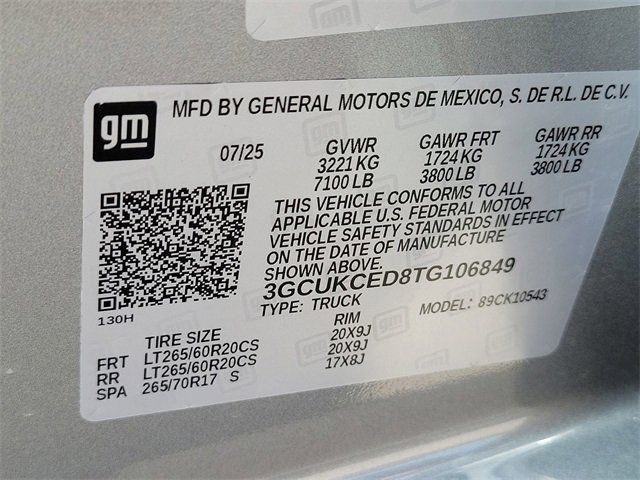 gm
MFD BY GENERAL MOTORS DE MEXICO, S. DE R.L. DE C.V.
07/25 GVWR GAWR FRT GAWR RR
3221 KG 1724 KG 1724 KG
7100 LB 3800 LB 3800 LB
THIS VEHICLE CONFORMS TO ALL
APPLICABLE U.S. FEDERAL MOTOR
VEHICLE SAFETY STANDARDS IN EFFECT
ON THE DATE OF MANUFACTURE
SHOWN ABOVE.
3GCUKCED8TG106849
TYPE: TRUCK MODEL: 89CK10543
130H
TIRE SIZE RIM
FRT LT265/60R20CS 20X9J
RR LT265/60R20CS 20X9J
SPA 265/70R17 S 17X8J